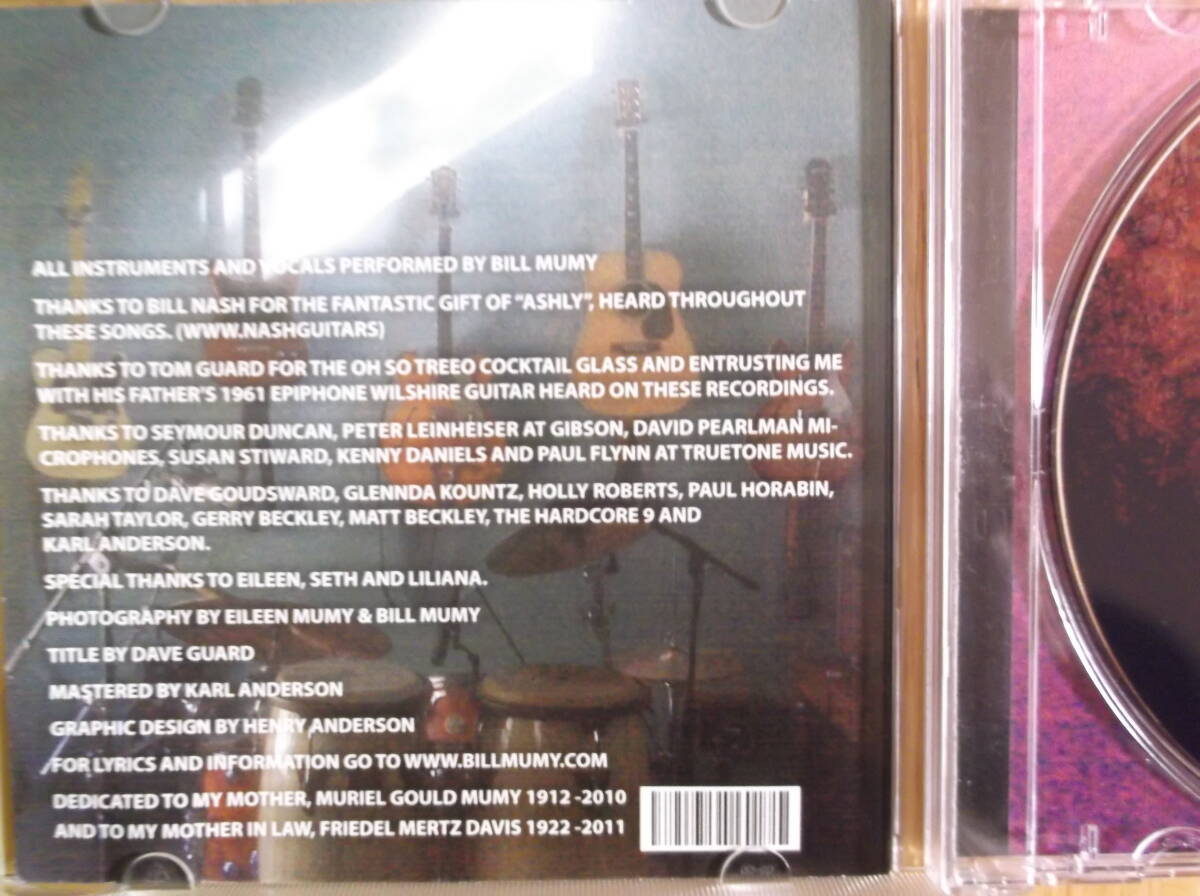 ALL INSTRUMENTS AND VOCALS PERFORMED BY BILL MUMY
THANKS TO BILL NASH FOR THE FANTASTIC GIFT OF "ASHLY", HEARD THROUGHOUT
THESE SONGS. (WWW.NASHGUITARS)
THANKS TO TOM GUARD FOR THE OH SO TREEO COCKTAIL GLASS AND ENTRUSTING ME
WITH HIS FATHER'S 1961 EPIPHONE WILSHIRE GUITAR HEARD ON THESE RECORDINGS.
THANKS TO SEYMOUR DUNCAN, PETER LEINHEISER AT GIBSON, DAVID PEARLMAN MI-
CROPHONES, SUSAN STIWARD, KENNY DANIELS AND PAUL FLYNN AT TRUETONE MUSIC.
THANKS TO DAVE GOUDSWARD, GLENNDA KOUNTZ, HOLLY ROBERTS, PAUL HORABIN,
SARAH TAYLOR, GERRY BECKLEY, MATT BECKLEY, THE HARDCORE 9 AND
KARL ANDERSON.
SPECIAL THANKS TO EILEEN, SETH AND LILIANA.
PHOTOGRAPHY BY EILEEN MUMY & BILL MUMY
TITLE BY DAVE GUARD
MASTERED BY KARL ANDERSON
GRAPHIC DESIGN BY HENRY ANDERSON
FOR LYRICS AND INFORMATION GO TO WWW.BILLMUMY.COM
DEDICATED TO MY MOTHER, MURIEL GOULD MUMY 1912 -2010
AND TO MY MOTHER IN LAW, FRIEDEL MERTZ DAVIS 1922 -2011